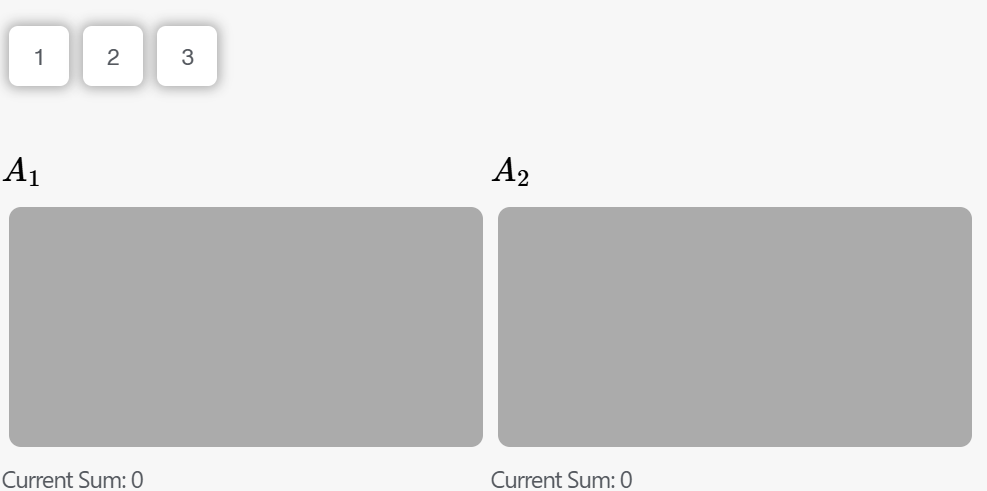 1 2 3
A₁ A₂
Current Sum: 0 Current Sum: 0